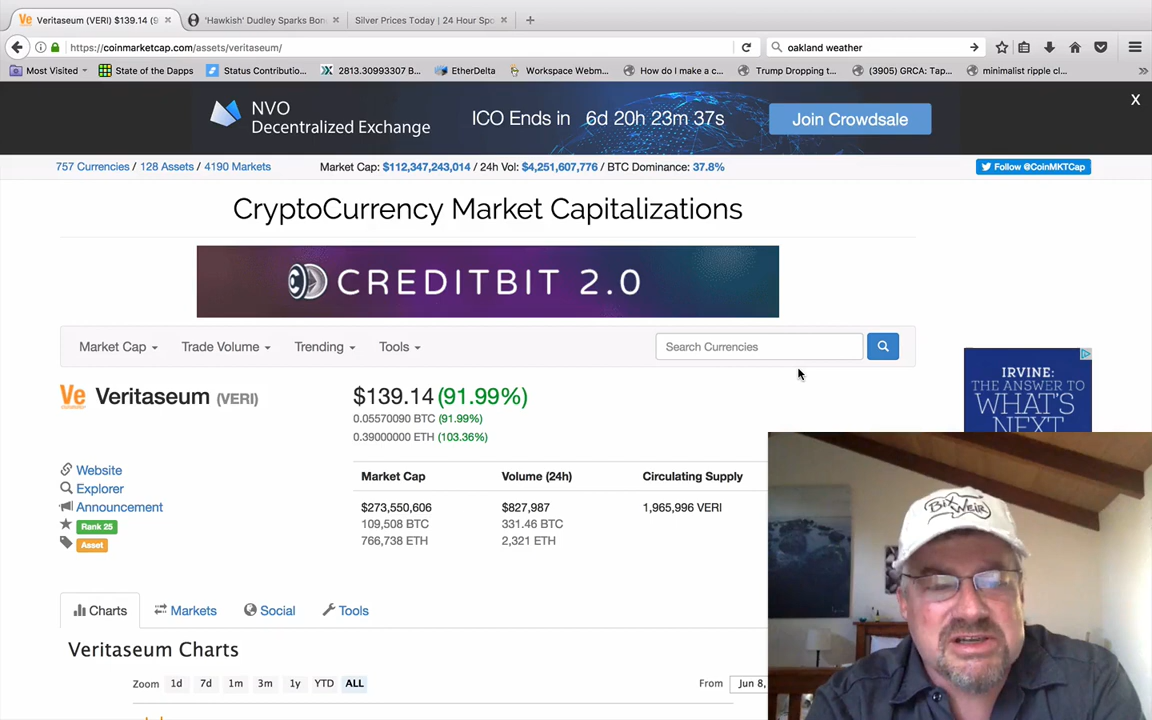 Veritaseum (VERI) $139.14 (9
'Hawkish' Dudley Sparks Bon
Silver Prices Today | 24 Hour Spo
https://coinmarketcap.com/assets/veritaseum/
oakland weather
Most Visited
State of the Dapps
Status Contributio...
2813.30993307 B...
EtherDelta
Workspace Webm...
How do I make a c...
Trump Dropping t...
(3905) GRCA: Tap...
minimalist ripple cl...
NVO
Decentralized Exchange
ICO Ends in 6d 20h 23m 37s
Join Crowdsale
X
757 Currencies / 128 Assets / 4190 Markets
Market Cap: $112,347,243,014 / 24h Vol: $4,251,607,776 / BTC Dominance: 37.8%
Follow @CoinMKTCap
CryptoCurrency Market Capitalizations
CREDITBIT 2.0
Market Cap
Trade Volume
Trending
Tools
Search Currencies
Ve Veritaseum (VERI)
$139.14 (91.99%)
0.05570090 BTC (91.99%)
0.39000000 ETH (103.36%)
IRVINE:
THE ANSWER TO
WHAT'S
NEXT
Website
Explorer
Announcement
Rank 25
Asset
Market Cap Volume (24h) Circulating Supply
$273,550,606 $827,987 1,965,996 VERI
109,508 BTC 331.46 BTC
766,738 ETH 2,321 ETH
BIX WEIR
Charts
Markets
Social
Tools
Veritaseum Charts
Zoom 1d 7d 1m 3m 1y YTD ALL
From Jun 8,